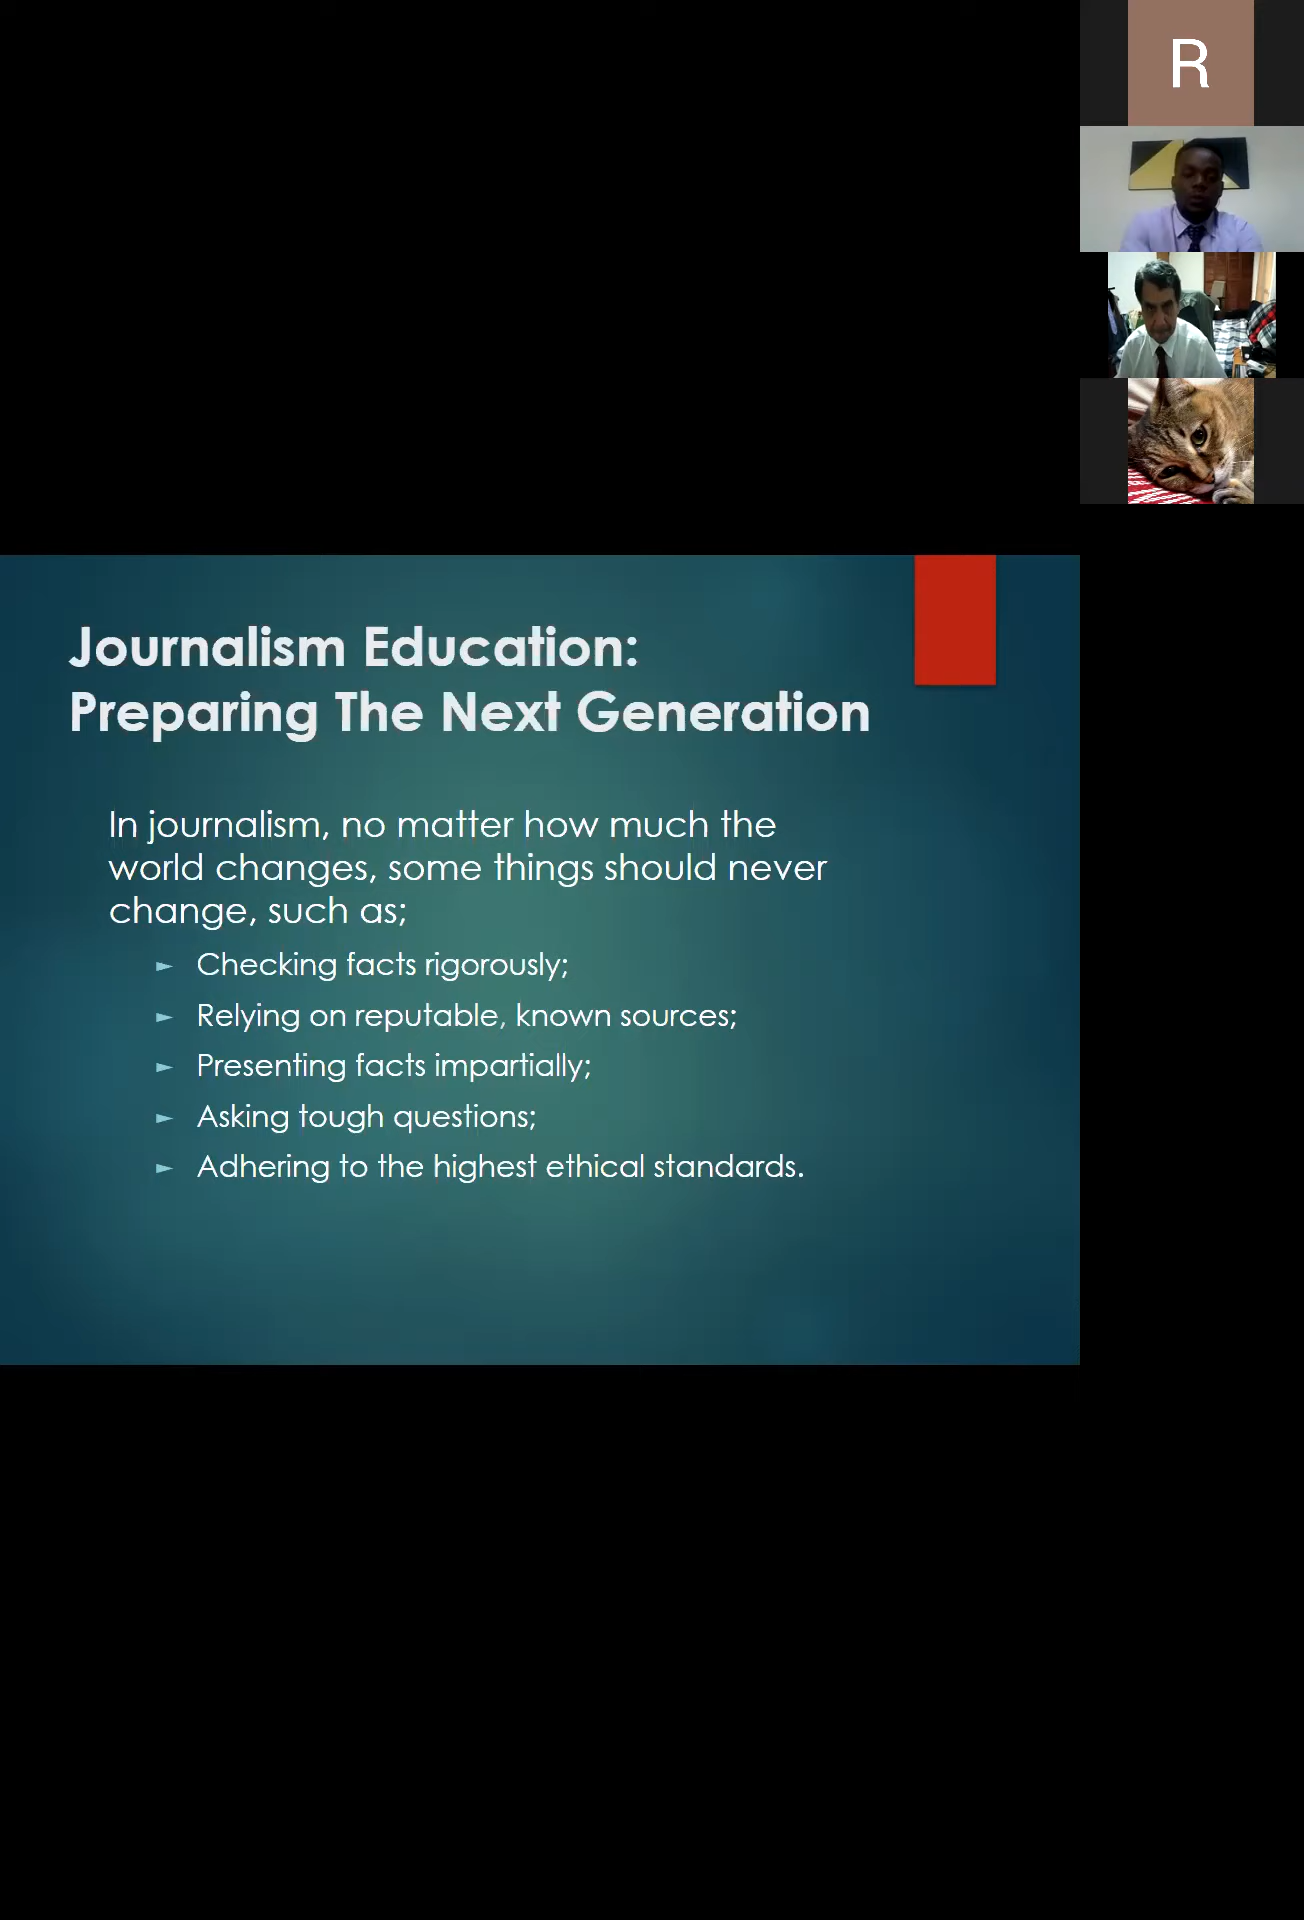 R
Journalism Education:
Preparing The Next Generation
In journalism, no matter how much the
world changes, some things should never
change, such as;
► Checking facts rigorously;
► Relying on reputable, known sources;
► Presenting facts impartially;
► Asking tough questions;
► Adhering to the highest ethical standards.